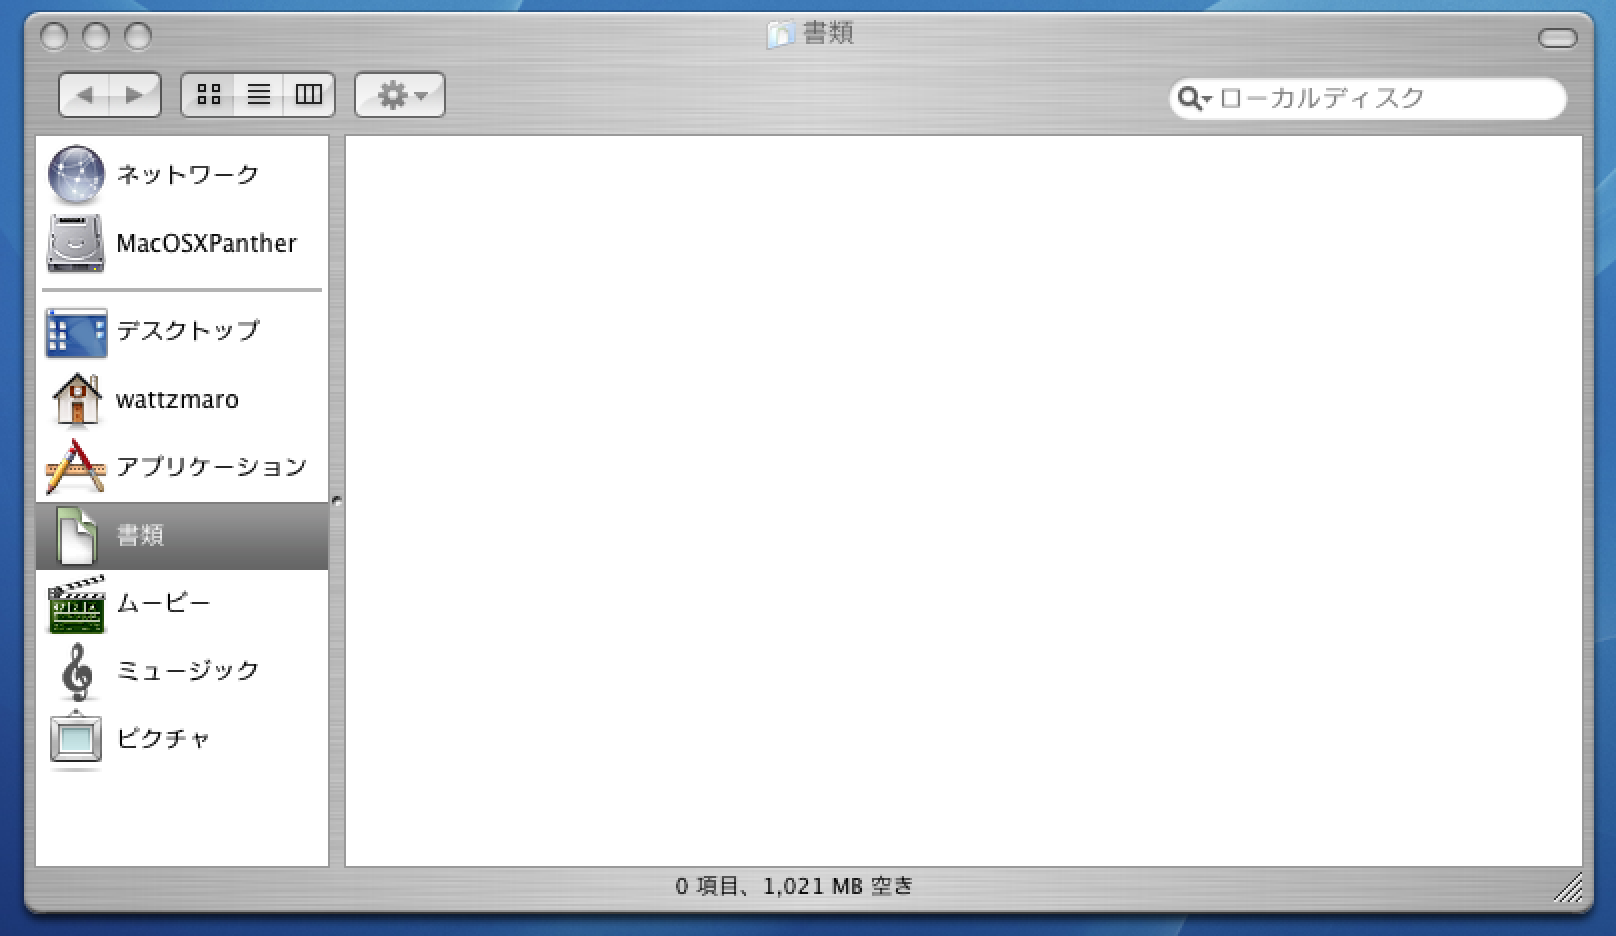 書類
ローカルディスク
ネットワーク
MacOSXPanther
デスクトップ
wattzmaro
アプリケーション
書類
ムービー
ミュージック
ピクチャ
0 項目、1,021 MB 空き